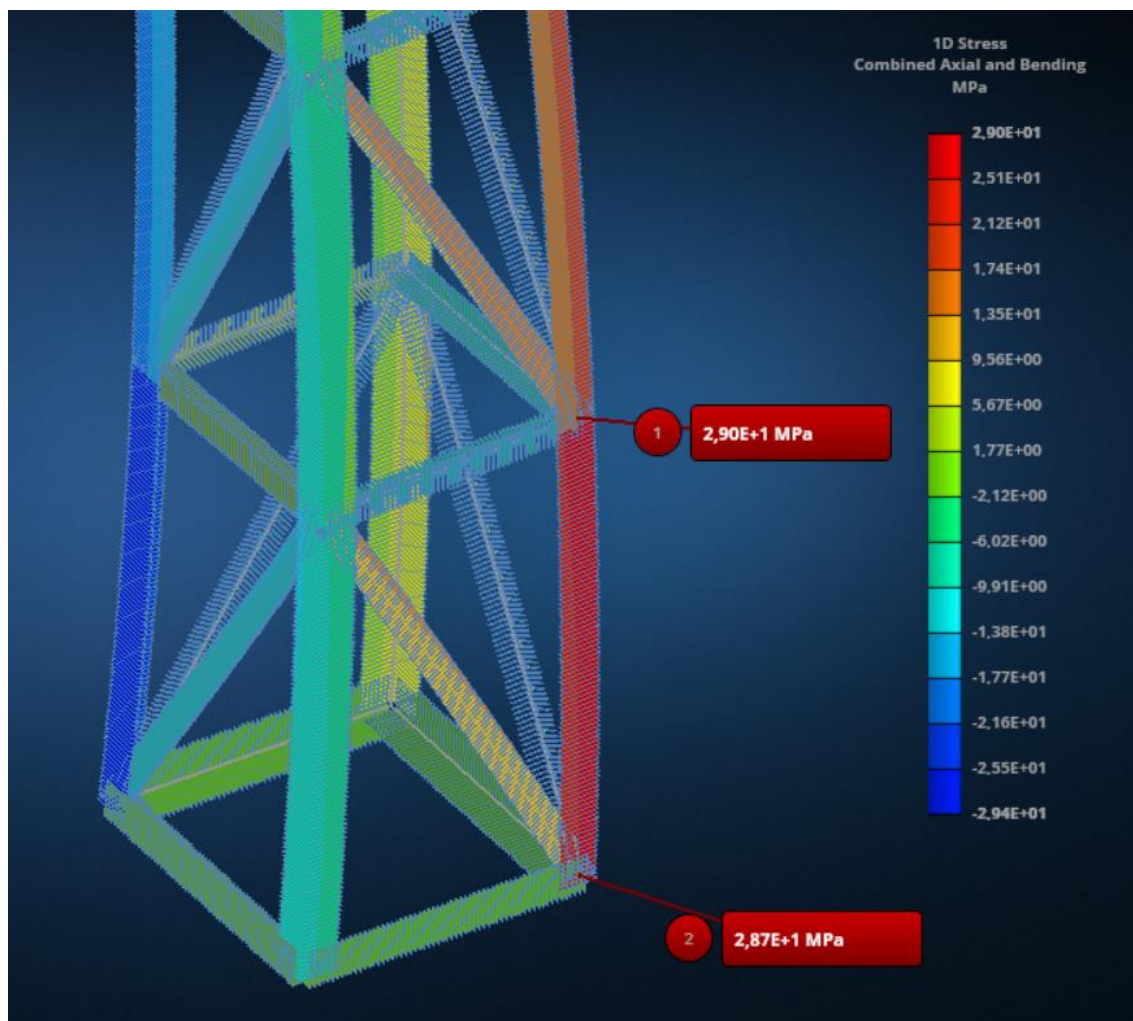 1D Stress
Combined Axial and Bending
MPa
2,90E+01
2,51E+01
2,12E+01
1,74E+01
1,35E+01
9,56E+00
5,67E+00
1,77E+00
-2,12E+00
-6,02E+00
-9,91E+00
-1,38E+01
-1,77E+01
-2,16E+01
-2,55E+01
-2,94E+01
1 2,90E+1 MPa
2 2,87E+1 MPa